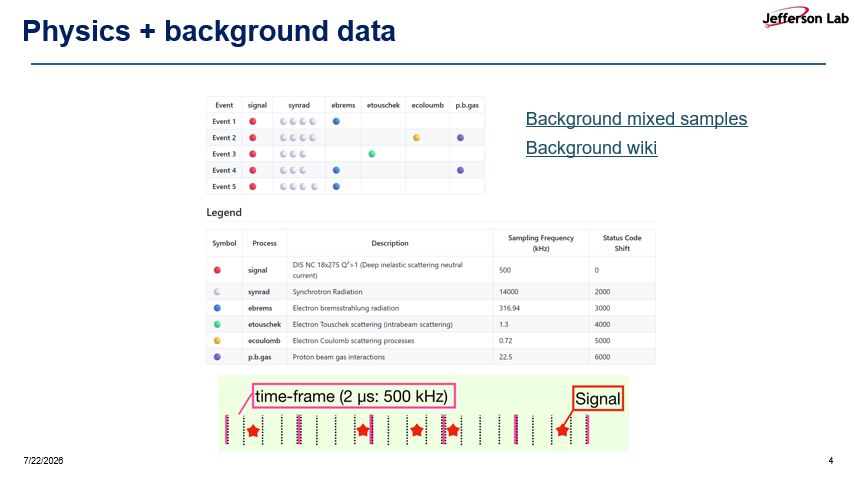 Physics + background data
Jefferson Lab
Event signal synrad ebrems etouschek ecoloumb p.b.gas
Event 1
Event 2
Event 3
Event 4
Event 5
Background mixed samples
Background wiki
Legend
Symbol Process Description Sampling Frequency (kHz) Status Code Shift
signal DIS NC 18x275 Q²>1 (Deep inelastic scattering neutral current) 500 0
synrad Synchrotron Radiation 14000 2000
ebrems Electron bremsstrahlung radiation 316.94 3000
etouschek Electron Touschek scattering (intrabeam scattering) 1.3 4000
ecoulomb Electron Coulomb scattering processes 0.72 5000
p.b.gas Proton beam gas interactions 22.5 6000
time-frame (2 µs: 500 kHz)
Signal
7/22/2026
4